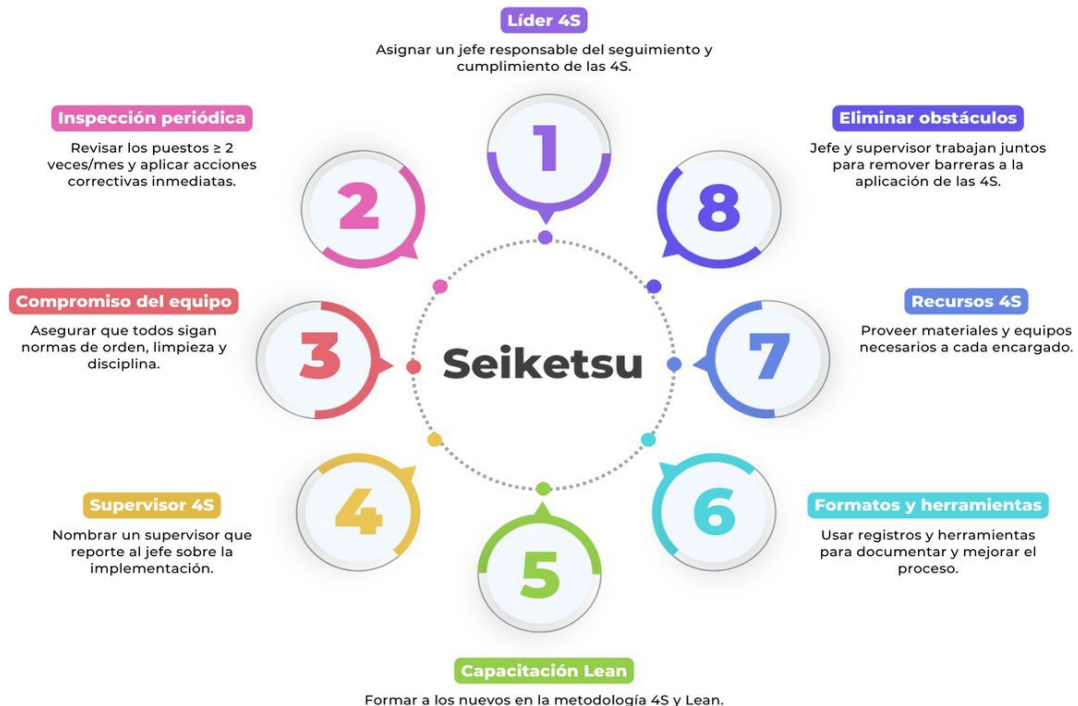 Líder 4S
Asignar un jefe responsable del seguimiento y
cumplimiento de las 4S.
1
Inspección periódica
Revisar los puestos ≥ 2
veces/mes y aplicar acciones
correctivas inmediatas.
2
Compromiso del equipo
Asegurar que todos sigan
normas de orden, limpieza y
disciplina.
3
Supervisor 4S
Nombrar un supervisor que
reporte al jefe sobre la
implementación.
4
5
Capacitación Lean
Formar a los nuevos en la metodología 4S y Lean.
6
Formatos y herramientas
Usar registros y herramientas
para documentar y mejorar el
proceso.
7
Recursos 4S
Proveer materiales y equipos
necesarios a cada encargado.
8
Eliminar obstáculos
Jefe y supervisor trabajan juntos
para remover barreras a la
aplicación de las 4S.
Seiketsu